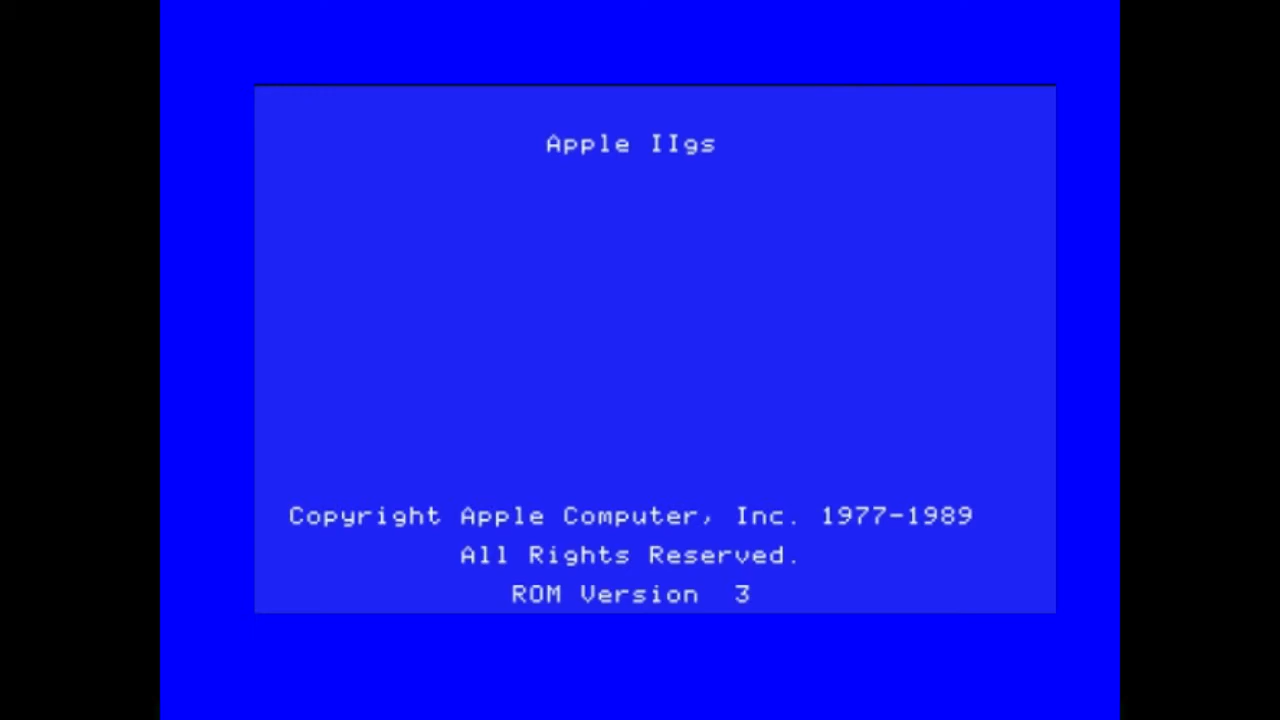 Apple IIgs
Copyright Apple Computer, Inc. 1977-1989
All Rights Reserved.
ROM Version  3